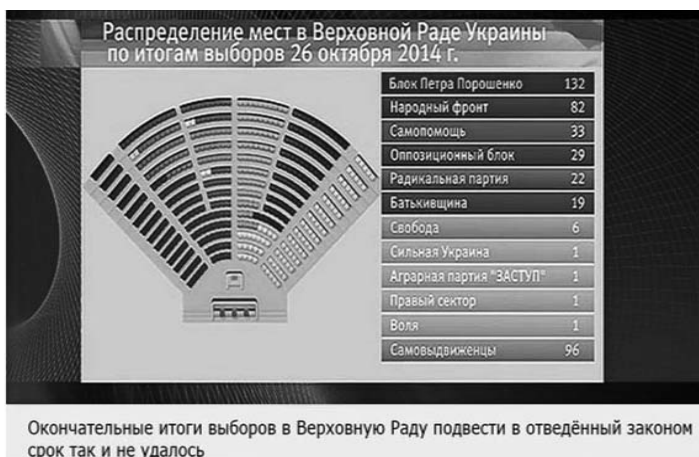 Распределение мест в Верховной Раде Украины
по итогам выборов 26 октября 2014 г.
Блок Петра Порошенко 132
Народный фронт 82
Самопомощь 33
Оппозиционный блок 29
Радикальная партия 22
Батькивщина 19
Свобода 6
Сильная Украина 1
Аграрная партия "ЗАСТУП" 1
Правый сектор 1
Воля 1
Самовыдвиженцы 96
Окончательные итоги выборов в Верховную Раду подвести в отведённый законом
срок так и не удалось